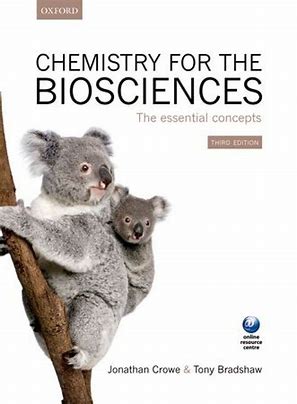 OXFORD
CHEMISTRY FOR THE
BIOSCIENCES
The essential concepts
THIRD EDITION
online
resource
centre
Jonathan Crowe & Tony Bradshaw